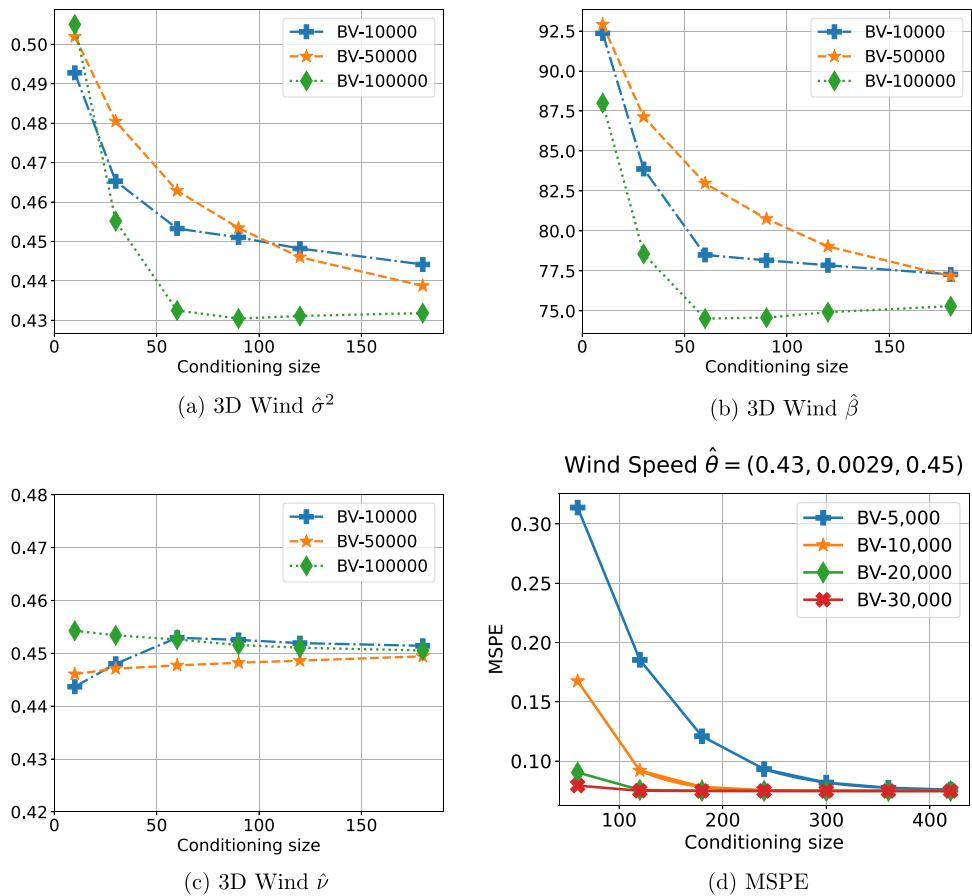 BV-10000
BV-50000
BV-100000
0.50
0.49
0.48
0.47
0.46
0.45
0.44
0.43
0 50 100 150
Conditioning size
(a) 3D Wind σ̂²
BV-10000
BV-50000
BV-100000
92.5
90.0
87.5
85.0
82.5
80.0
77.5
75.0
0 50 100 150
Conditioning size
(b) 3D Wind β̂
BV-10000
BV-50000
BV-100000
0.48
0.47
0.46
0.45
0.44
0.43
0.42
0 50 100 150
Conditioning size
(c) 3D Wind ν̂
Wind Speed θ̂ = (0.43, 0.0029, 0.45)
BV-5,000
BV-10,000
BV-20,000
BV-30,000
MSPE
0.30
0.25
0.20
0.15
0.10
100 200 300 400
Conditioning size
(d) MSPE